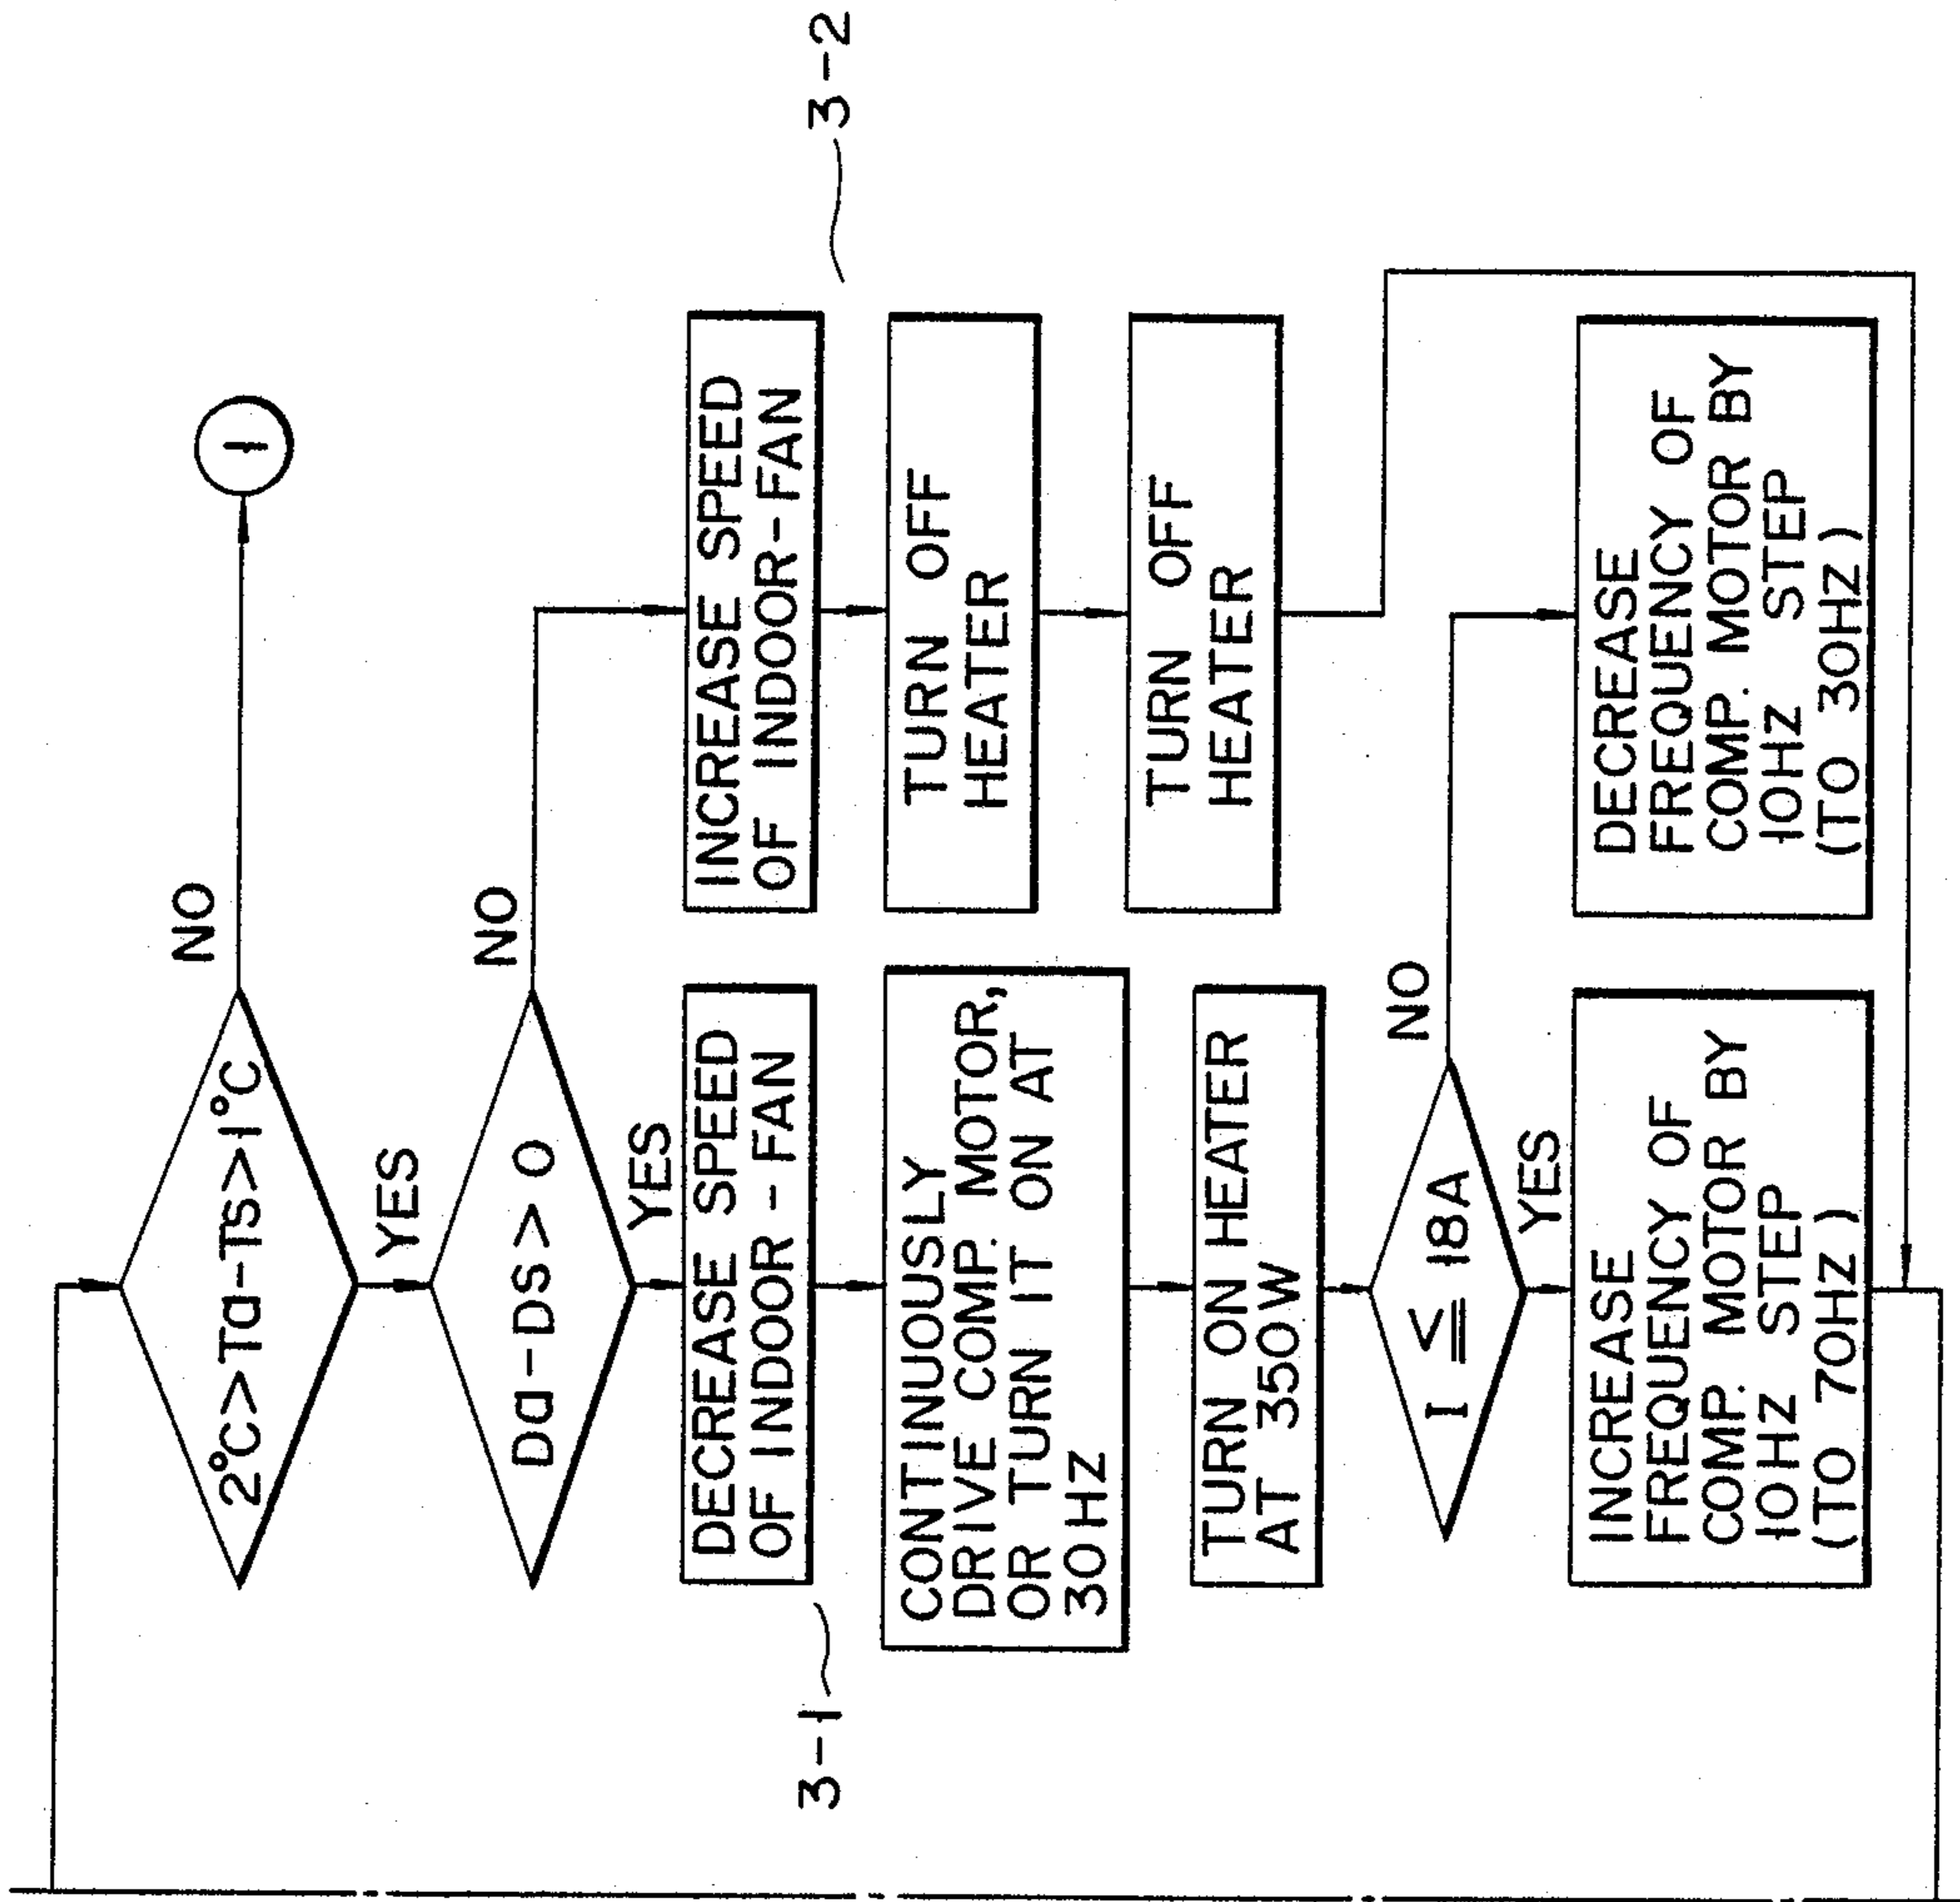 2°C>Ta-TS>1°C
NO
1
YES
Da-DS>0
NO
YES
3-1
DECREASE SPEED
OF INDOOR-FAN
CONTINUOUSLY
DRIVE COMP. MOTOR,
OR TURN IT ON AT
30HZ
TURN ON HEATER
AT 350W
I ≦ 18A
NO
YES
INCREASE
FREQUENCY OF
COMP. MOTOR BY
10HZ STEP
(TO 70HZ)
3-2
INCREASE SPEED
OF INDOOR-FAN
TURN OFF
HEATER
TURN OFF
HEATER
DECREASE
FREQUENCY OF
COMP. MOTOR BY
10HZ STEP
(TO 30HZ)